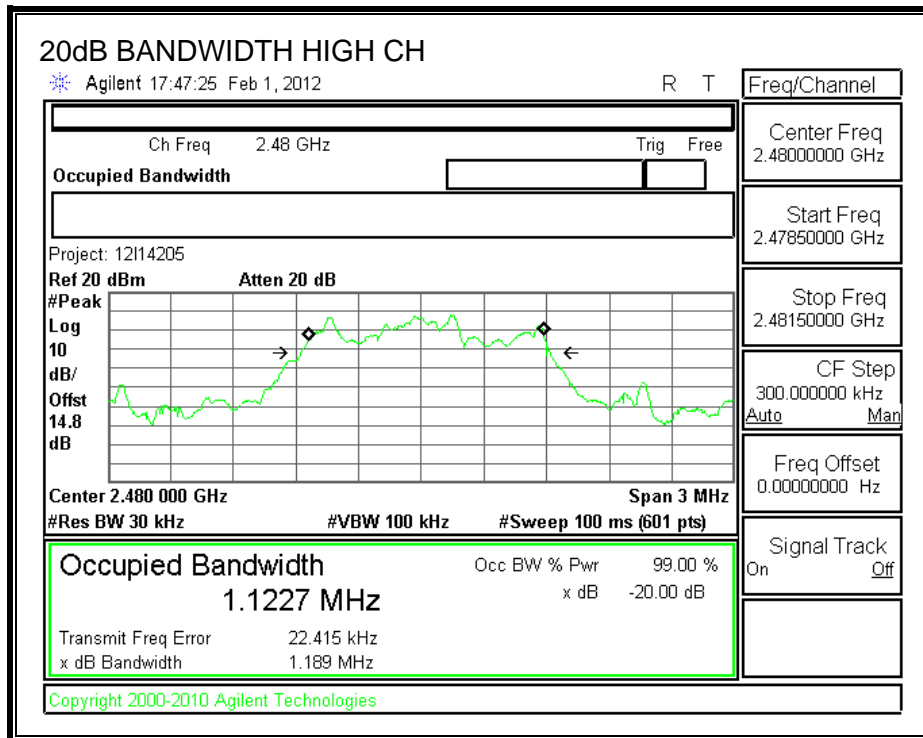 20dB BANDWIDTH HIGH CH
Agilent 17:47:25 Feb 1, 2012 R T
Ch Freq 2.48 GHz Trig Free
Occupied Bandwidth
Project: 12I14205
Ref 20 dBm Atten 20 dB
#Peak
Log
10
dB/
Offst
14.8
dB
Center 2.480 000 GHz Span 3 MHz
#Res BW 30 kHz #VBW 100 kHz #Sweep 100 ms (601 pts)
Occupied Bandwidth
1.1227 MHz
Occ BW % Pwr 99.00 %
x dB -20.00 dB
Transmit Freq Error 22.415 kHz
x dB Bandwidth 1.189 MHz
Copyright 2000-2010 Agilent Technologies
Freq/Channel
Center Freq
2.48000000 GHz
Start Freq
2.47850000 GHz
Stop Freq
2.48150000 GHz
CF Step
300.000000 kHz
Auto Man
Freq Offset
0.00000000 Hz
Signal Track
On Off